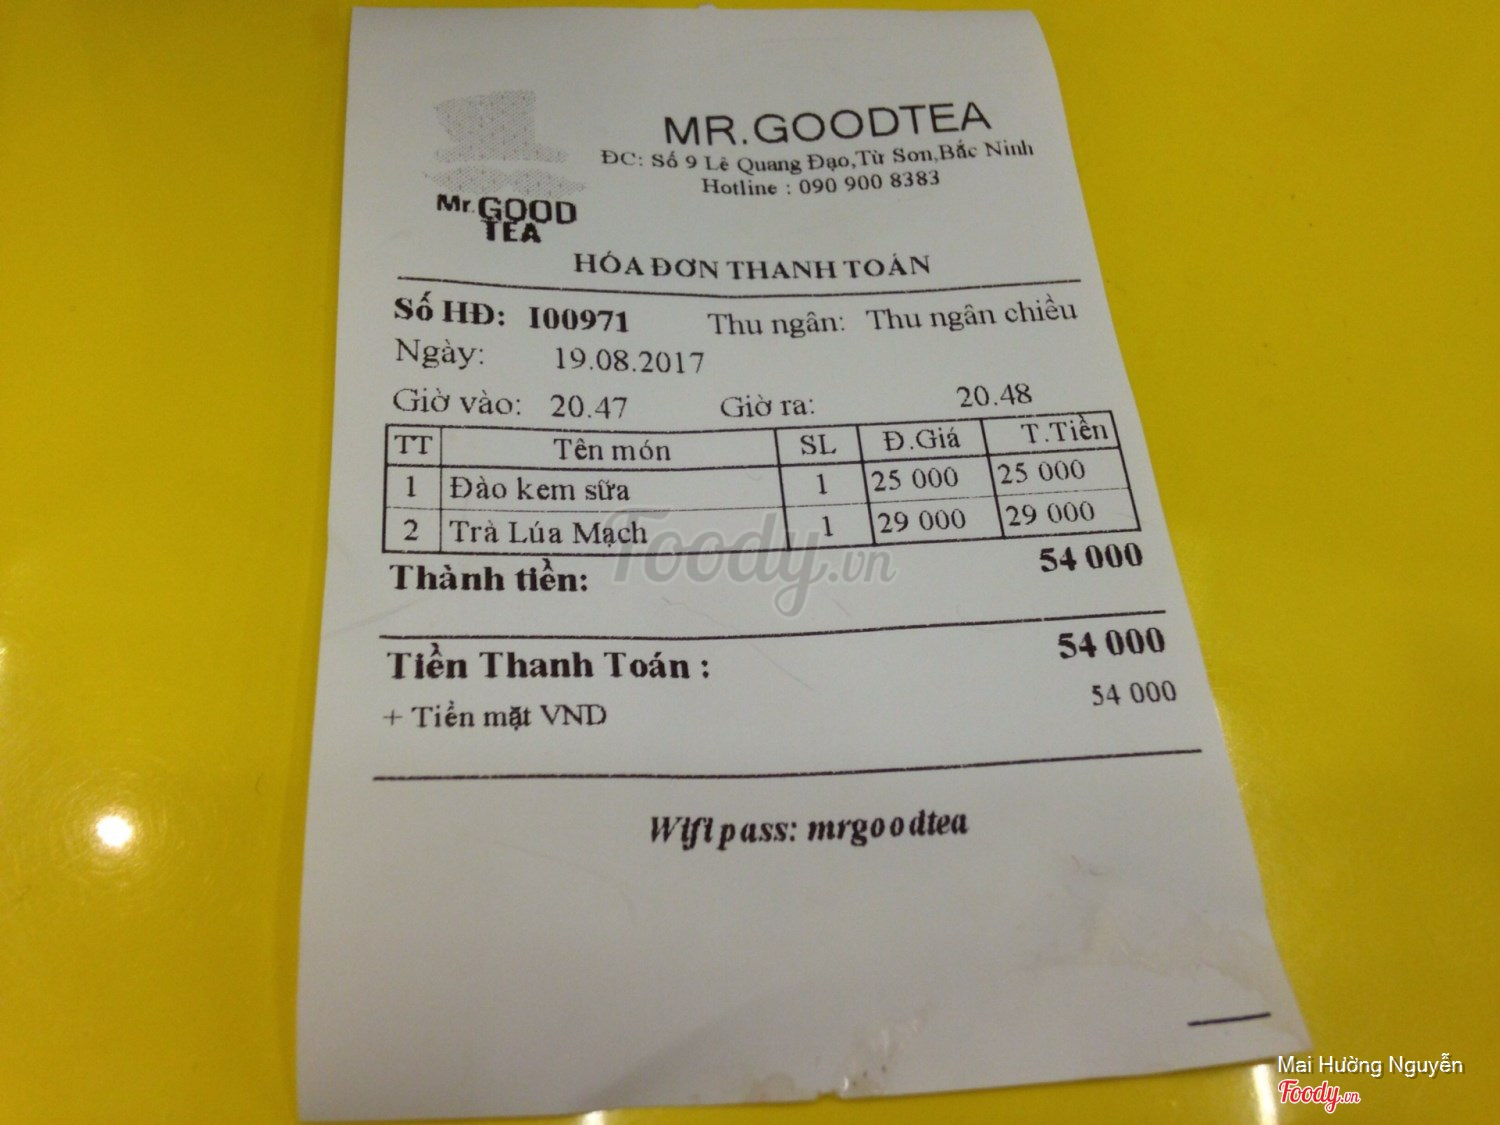 MR.GOODTEA
ĐC: Số 9 Lê Quang Đạo,Từ Sơn,Bắc Ninh
Hotline : 090 900 8383
Mr.GOOD
TEA
HÓA ĐƠN THANH TOÁN
Số HĐ: I00971 Thu ngân: Thu ngân chiều
Ngày: 19.08.2017
Giờ vào: 20.47 Giờ ra: 20.48
TT Tên món SL Đ.Giá T.Tiền
1 Đào kem sữa 1 25 000 25 000
2 Trà Lúa Mạch 1 29 000 29 000
Thành tiền: 54 000
Foody.vn
Tiền Thanh Toán : 54 000
+ Tiền mặt VND 54 000
Wifi pass: mrgoodtea
Mai Hường Nguyễn
Foody.vn